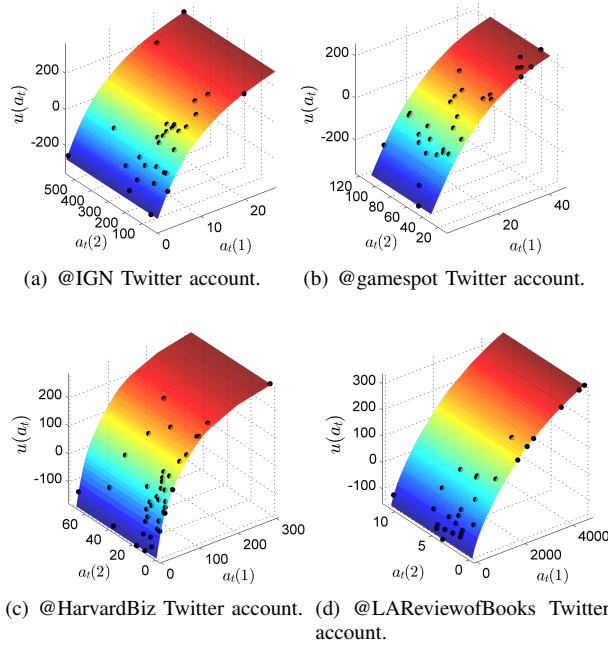 200
0
-200
u(a_t)
500
400
300
200
100
a_t(2)
0
10
20
a_t(1)
(a) @IGN Twitter account.
200
0
-200
u(a_t)
120
100
80
60
40
20
a_t(2)
20
40
a_t(1)
(b) @gamespot Twitter account.
200
100
0
-100
u(a_t)
60
40
20
0
a_t(2)
0
100
200
300
a_t(1)
(c) @HarvardBiz Twitter account.
300
200
100
0
-100
u(a_t)
10
5
0
a_t(2)
0
2000
4000
a_t(1)
(d) @LAReviewofBooks Twitter
account.